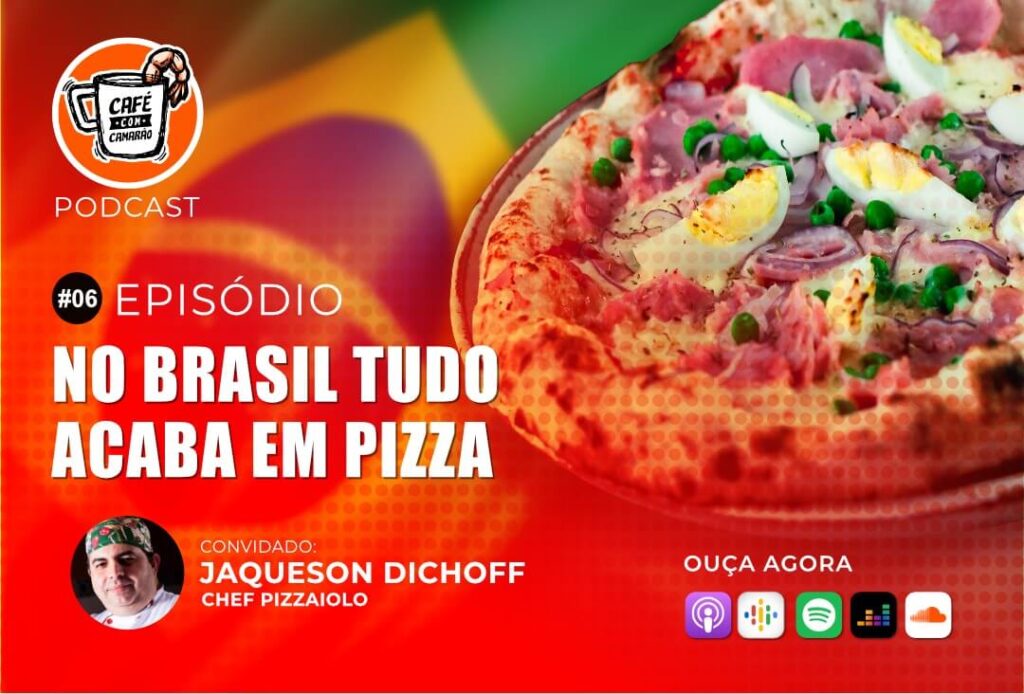 CAFÉ
COM
CAMARÃO
PODCAST
#06 EPISÓDIO
NO BRASIL TUDO
ACABA EM PIZZA
CONVIDADO:
JAQUESON DICHOFF
CHEF PIZZAIOLO
OUÇA AGORA